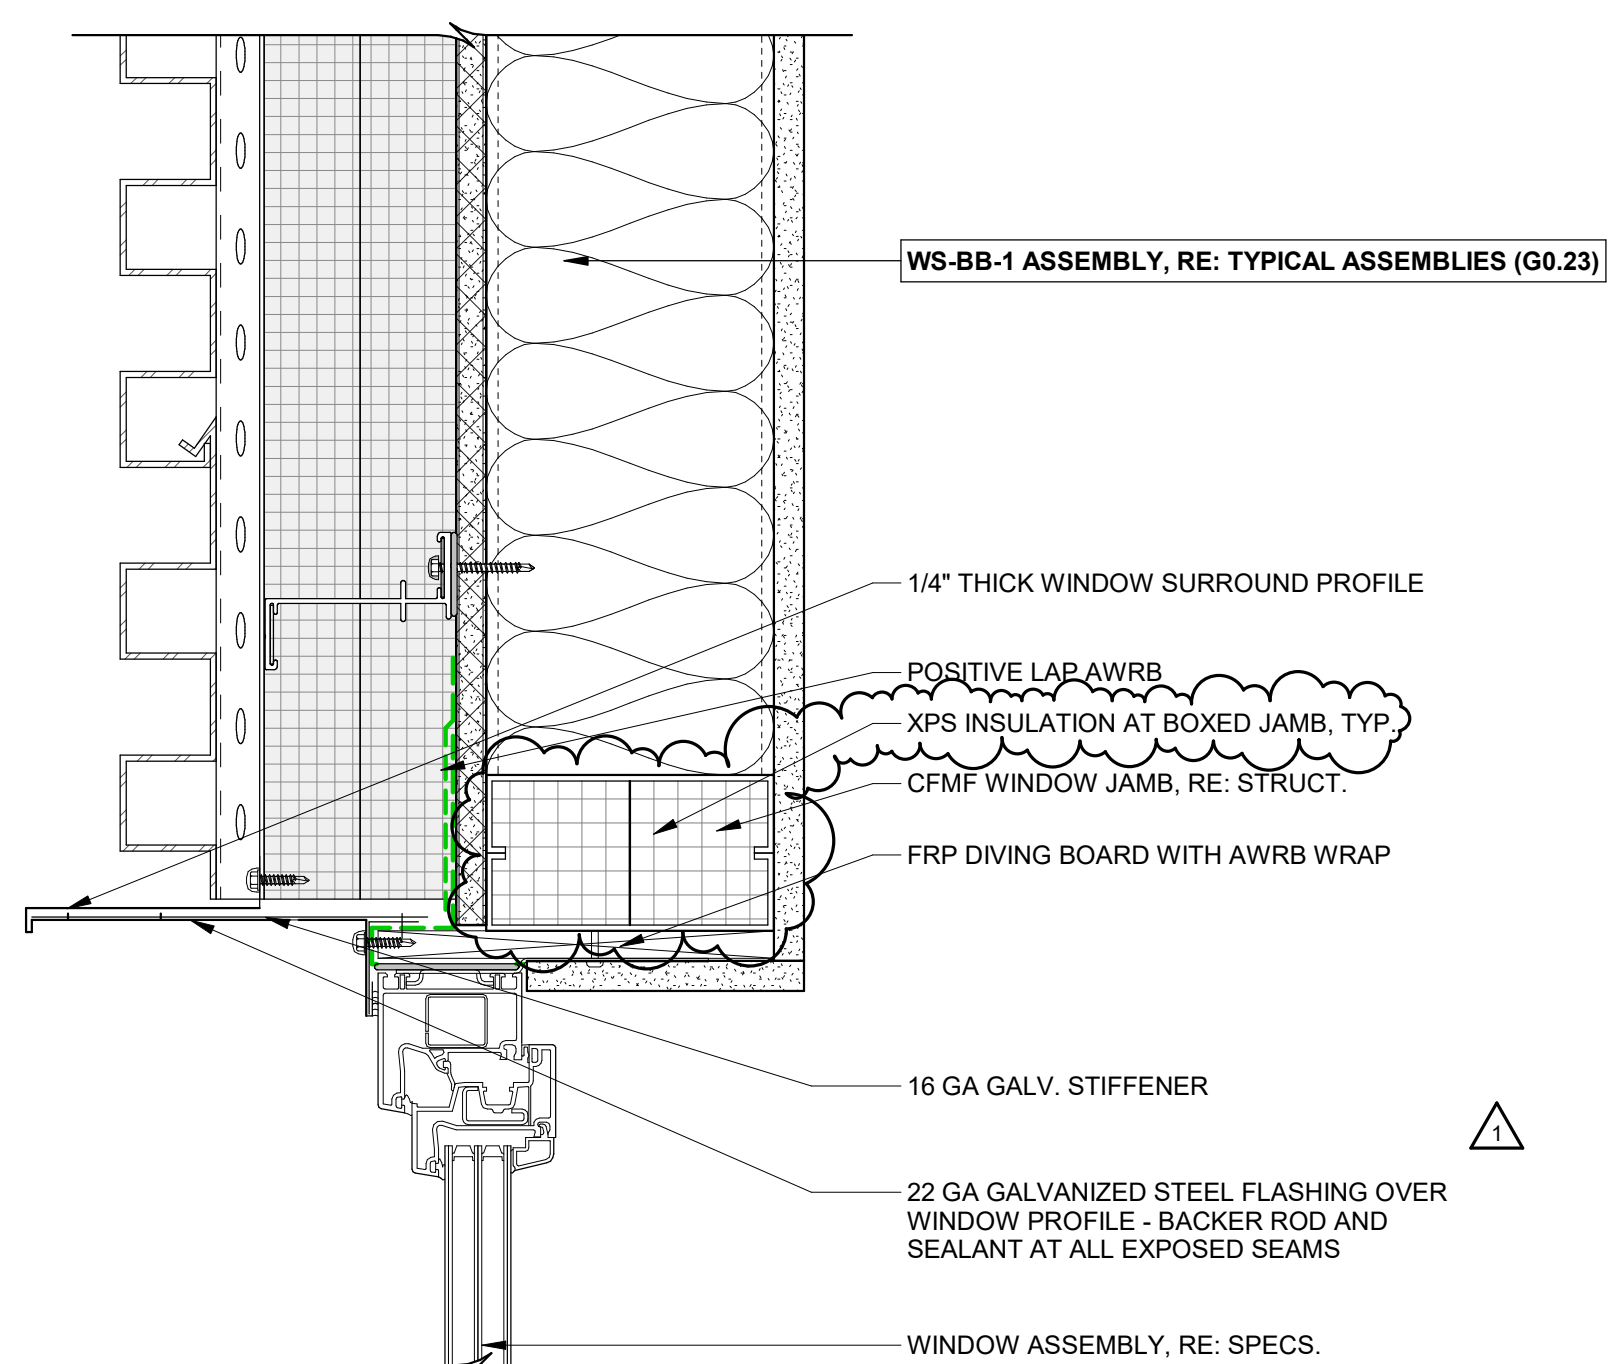 WS-BB-1 ASSEMBLY, RE: TYPICAL ASSEMBLIES (G0.23)
1/4" THICK WINDOW SURROUND PROFILE
POSITIVE LAP AWRB
XPS INSULATION AT BOXED JAMB, TYP.
CFMF WINDOW JAMB, RE: STRUCT.
FRP DIVING BOARD WITH AWRB WRAP
16 GA GALV. STIFFENER
1
22 GA GALVANIZED STEEL FLASHING OVER
WINDOW PROFILE - BACKER ROD AND
SEALANT AT ALL EXPOSED SEAMS
WINDOW ASSEMBLY, RE: SPECS.